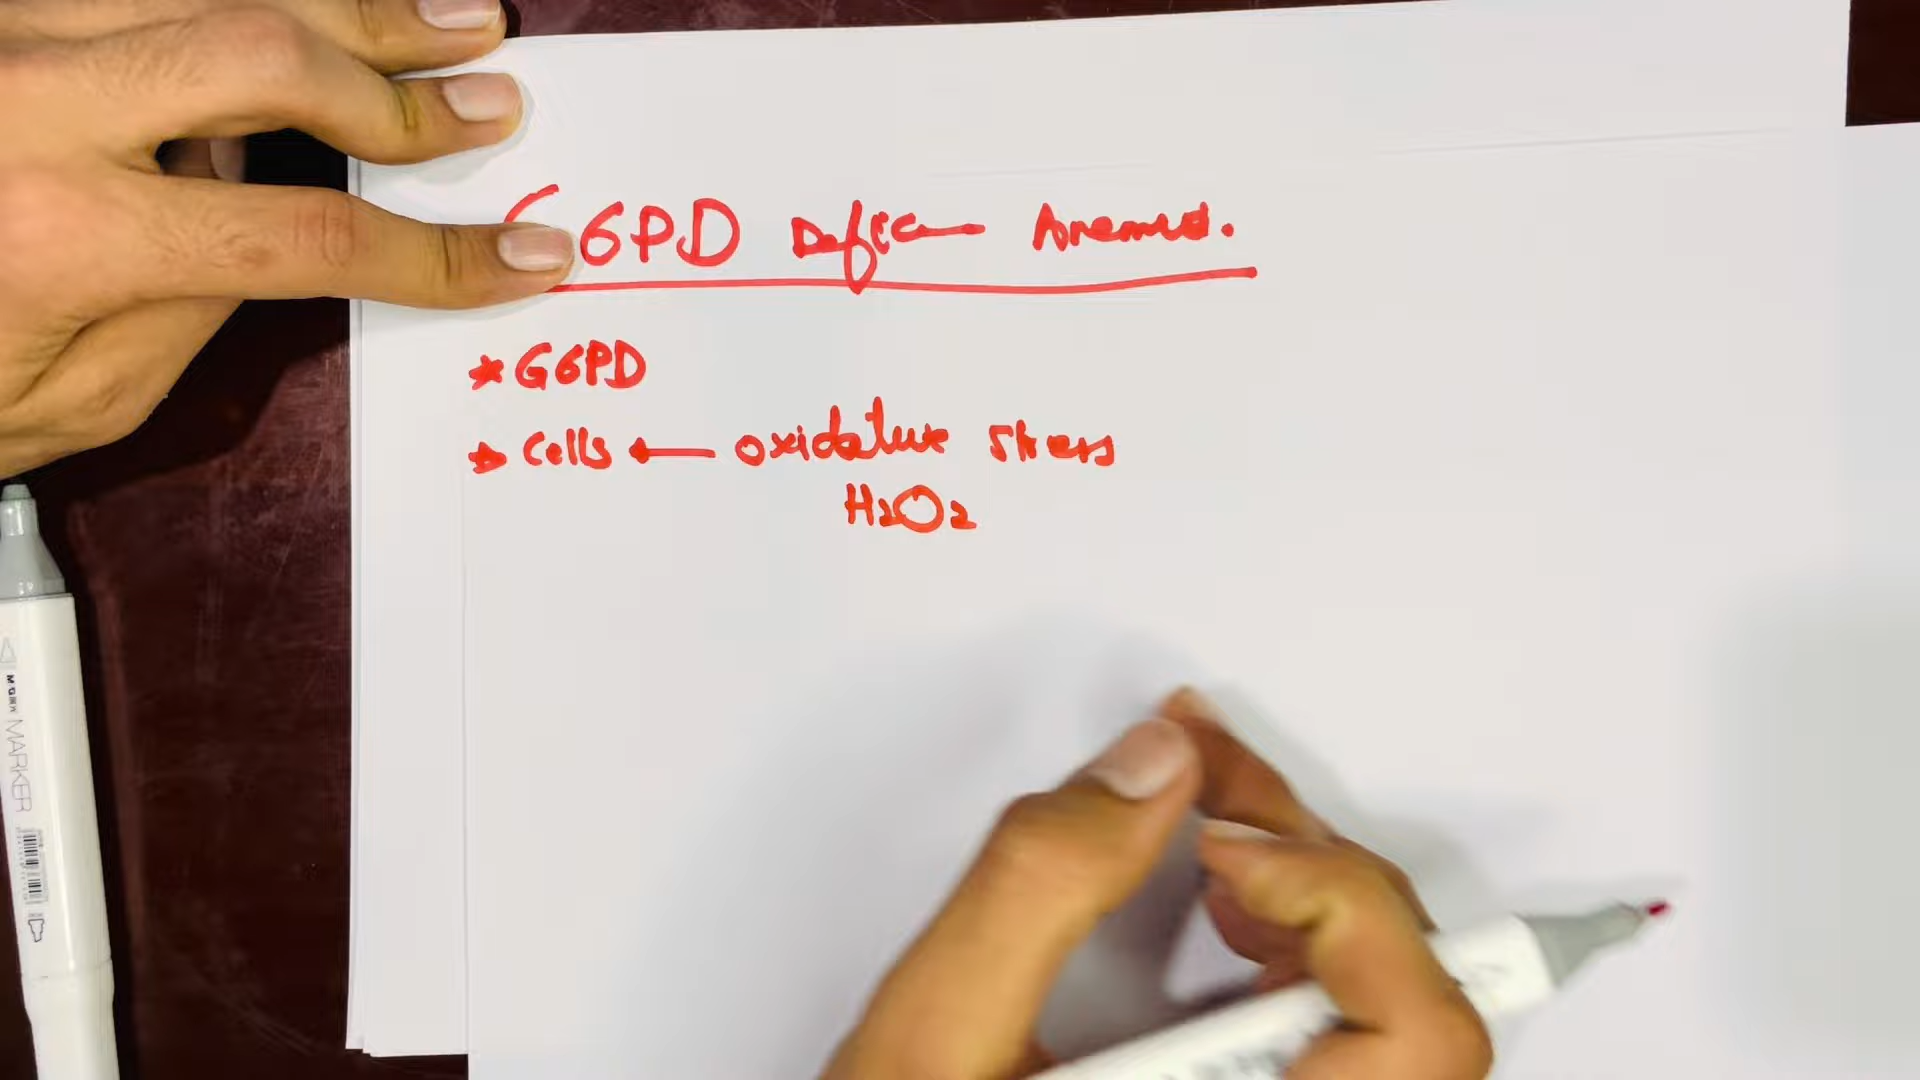 G6PD Defic Anemia.
* G6PD
* Cells ← oxidative stress
H₂O₂
M&G
MARKER